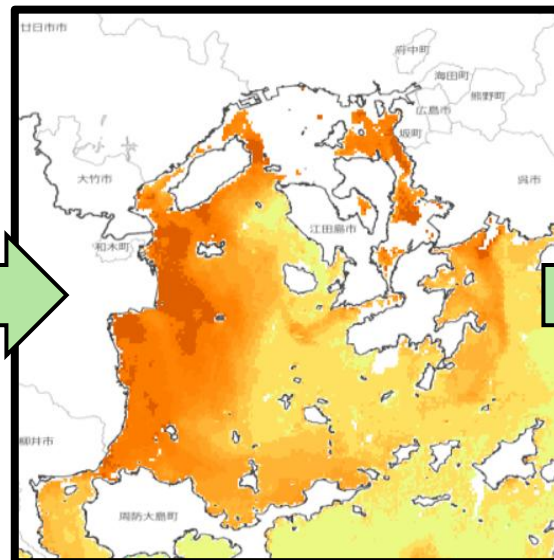 廿日市市
府中町
海田町
熊野町
広島市
坂町
大竹市
呉市
江田島市
和木町
柳井市
周防大島町